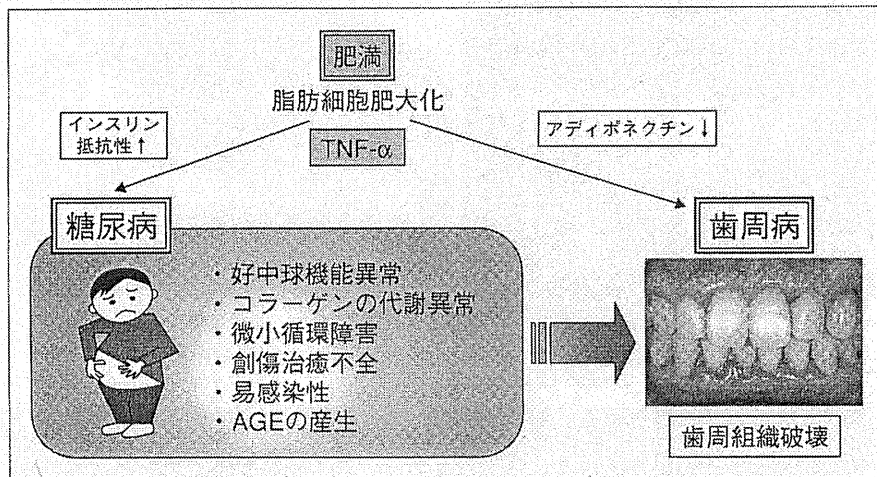 肥満
脂肪細胞肥大化
インスリン
抵抗性↑
TNF-α
アディポネクチン↓
糖尿病
・好中球機能異常
・コラーゲンの代謝異常
・微小循環障害
・創傷治癒不全
・易感染性
・AGEの産生
歯周病
歯周組織破壊